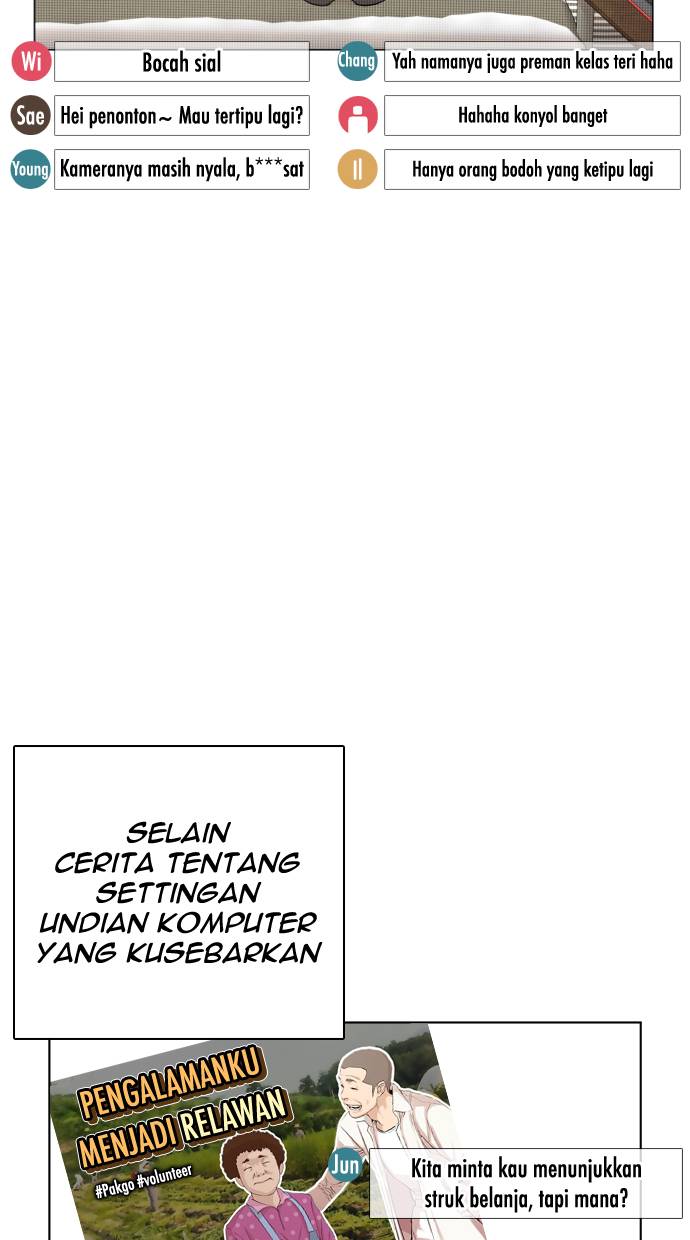 Wi
Bocah sial
Chang
Yah namanya juga preman kelas teri haha
Sae
Hei penonton~ Mau tertipu lagi?
Hahaha konyol banget
Young
Kameranya masih nyala, b***sat
Il
Hanya orang bodoh yang ketipu lagi
SELAIN
CERITA TENTANG
SETTINGAN
UNDIAN KOMPUTER
YANG KUSEBARKAN
PENGALAMANKU
MENJADI RELAWAN
#Pakgo #volunteer
Jun
Kita minta kau menunjukkan
struk belanja, tapi mana?